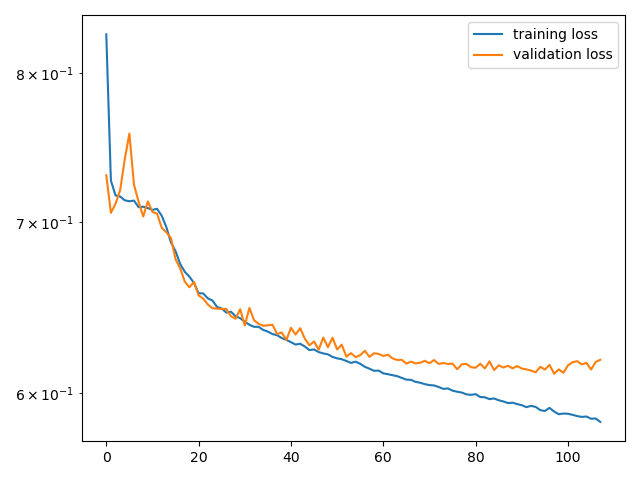 training loss
validation loss
8 × 10⁻¹
7 × 10⁻¹
6 × 10⁻¹
0 20 40 60 80 100